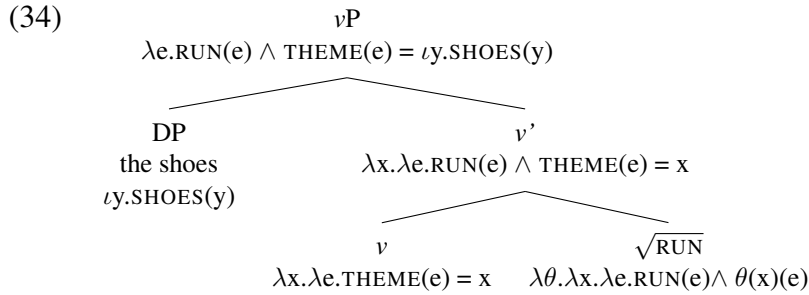 (34) vP
λe.RUN(e) ∧ THEME(e) = ιy.SHOES(y)
DP v’
the shoes λx.λe.RUN(e) ∧ THEME(e) = x
ιy.SHOES(y)
v √RUN
λx.λe.THEME(e) = x λθ.λx.λe.RUN(e)∧ θ(x)(e)